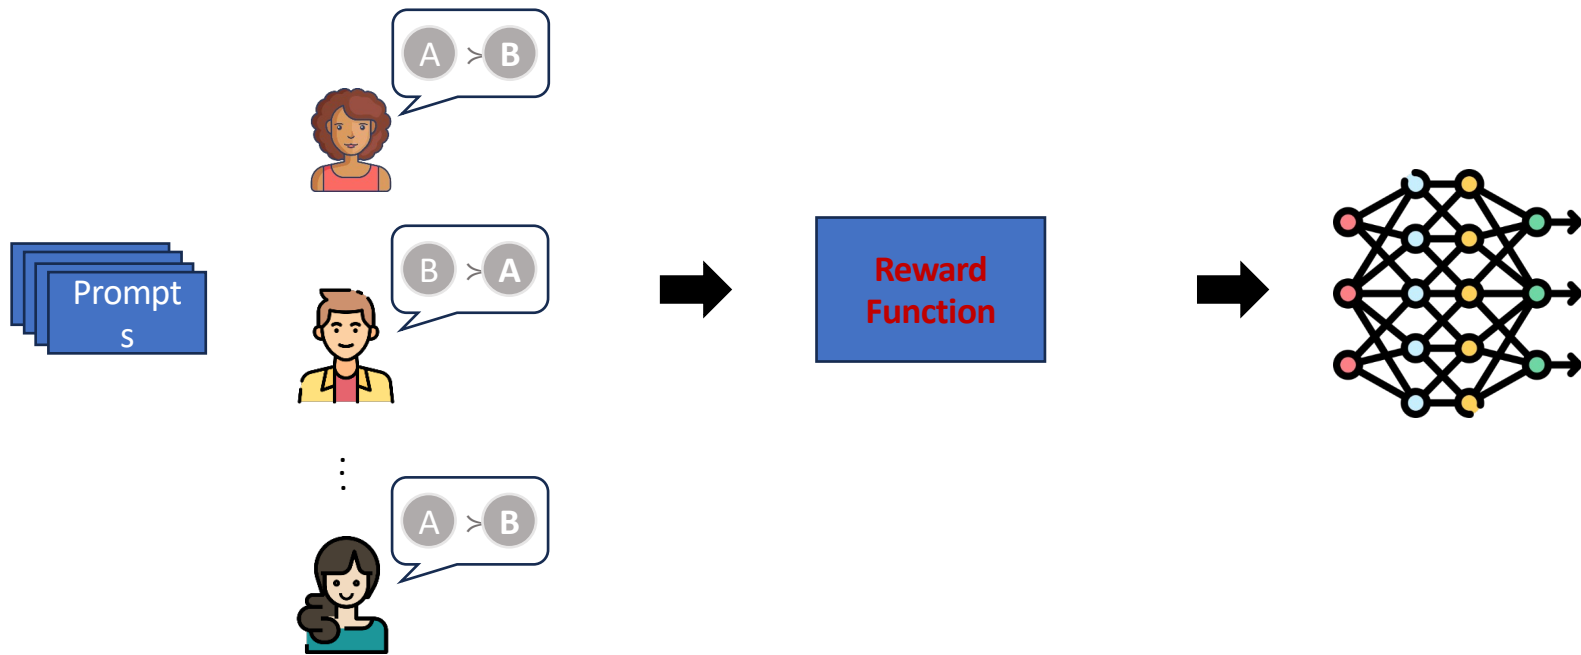 A ≽ B
Prompt
s
B ≽ A
Reward
Function
A ≽ B